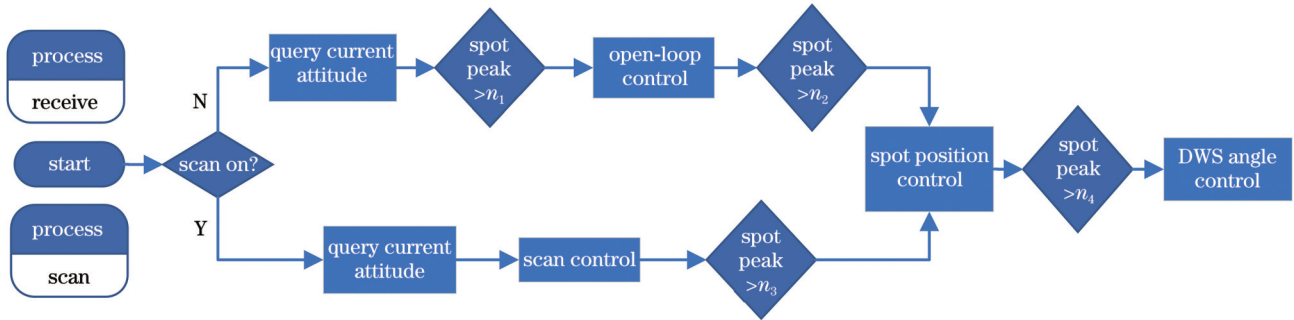 process
receive
start
process
scan
scan on?
N
Y
query current
attitude
spot
peak
>n₁
open-loop
control
spot
peak
>n₂
query current
attitude
scan control
spot
peak
>n₃
spot position
control
spot
peak
>n₄
DWS angle
control